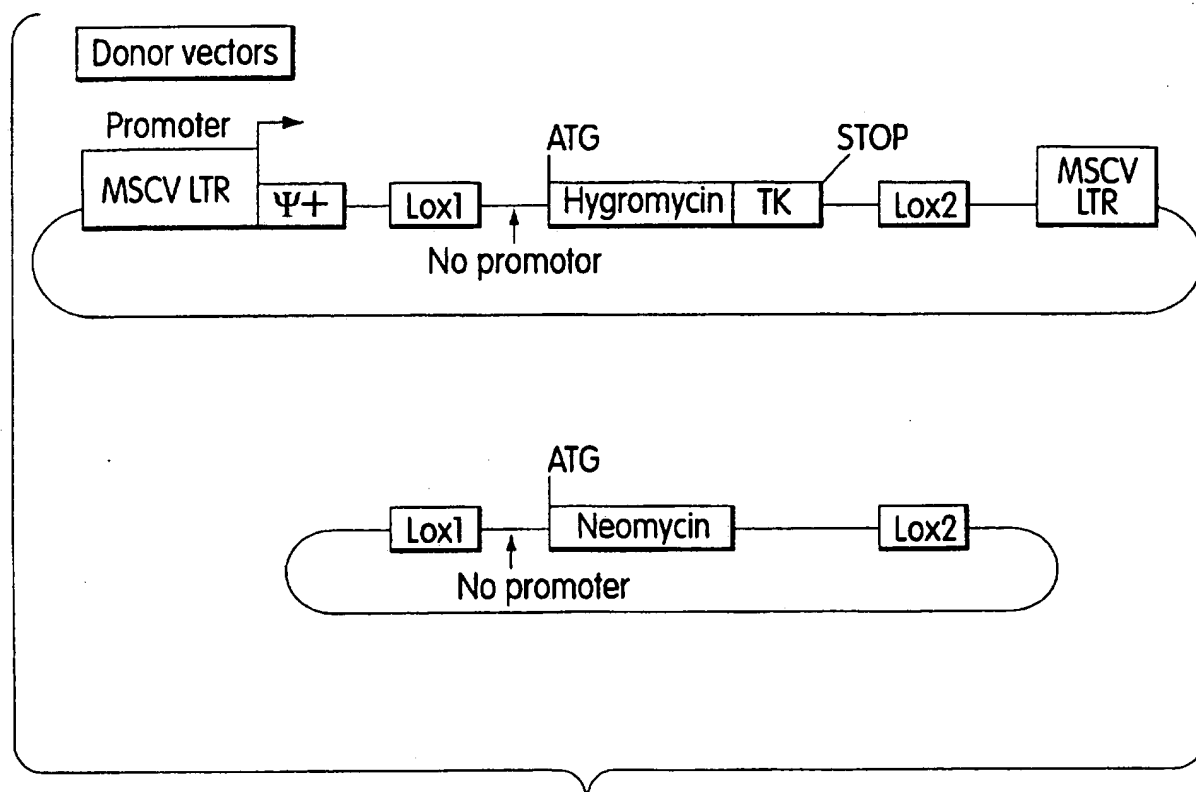 Donor vectors
Promoter
ATG
STOP
MSCV LTR
Ψ+
Lox1
Hygromycin
TK
Lox2
MSCV
LTR
No promotor
ATG
Lox1
Neomycin
Lox2
No promoter